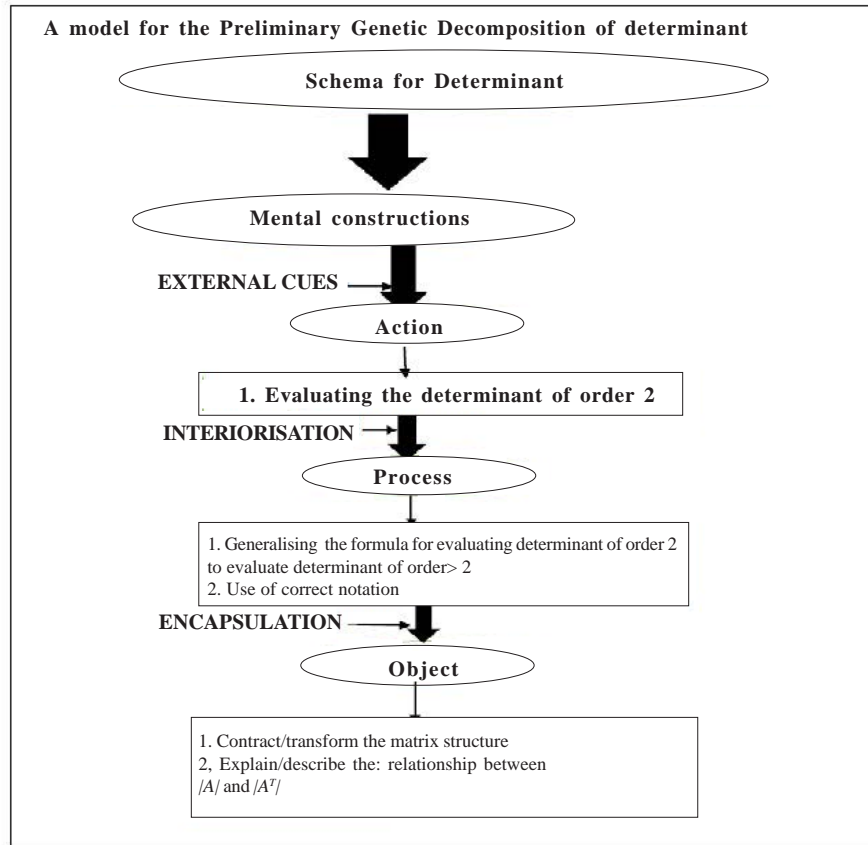 A model for the Preliminary Genetic Decomposition of determinant
Schema for Determinant
Mental constructions
EXTERNAL CUES
Action
1. Evaluating the determinant of order 2
INTERIORISATION
Process
1. Generalising the formula for evaluating determinant of order 2
to evaluate determinant of order> 2
2. Use of correct notation
ENCAPSULATION
Object
1. Contract/transform the matrix structure
2, Explain/describe the: relationship between
|A| and |Aᵀ|